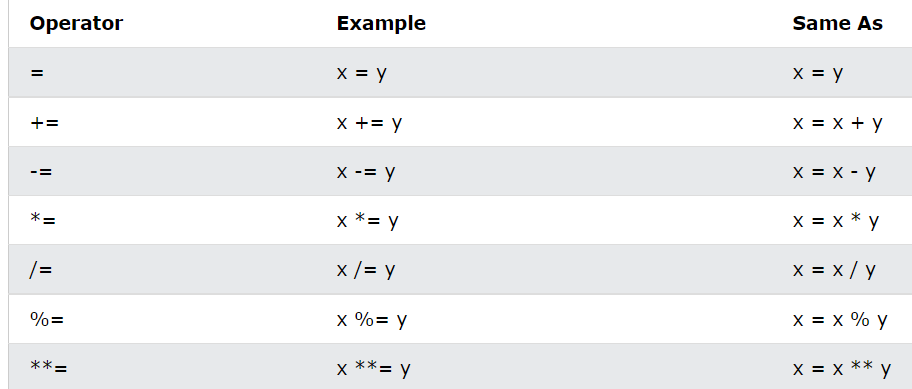 Operator Example Same As
= x = y x = y
+= x += y x = x + y
-= x -= y x = x - y
*= x *= y x = x * y
/= x /= y x = x / y
%= x %= y x = x % y
**= x **= y x = x ** y